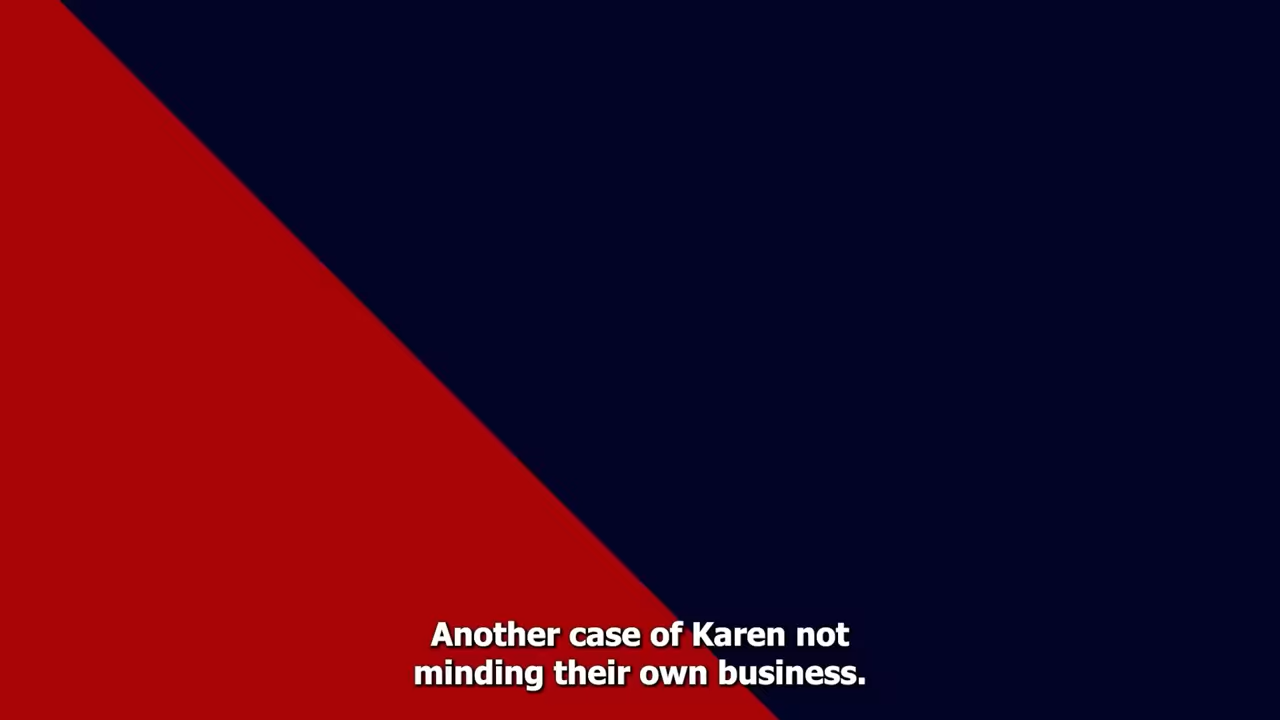 Another case of Karen not
minding their own business.